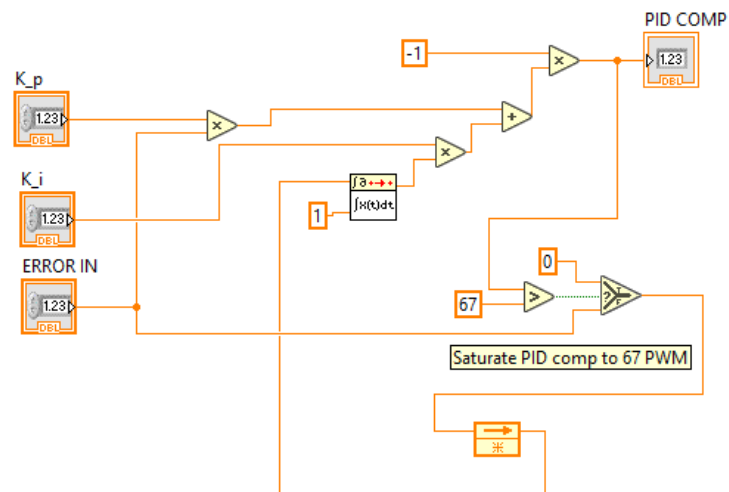 PID COMP
-1
×
1.23
DBL
K_p
1.23
DBL
×
+
×
K_i
1.23
DBL
∫∂
∫x(t)dt
1
ERROR IN
1.23
DBL
0
67
>
?
T
F
Saturate PID comp to 67 PWM